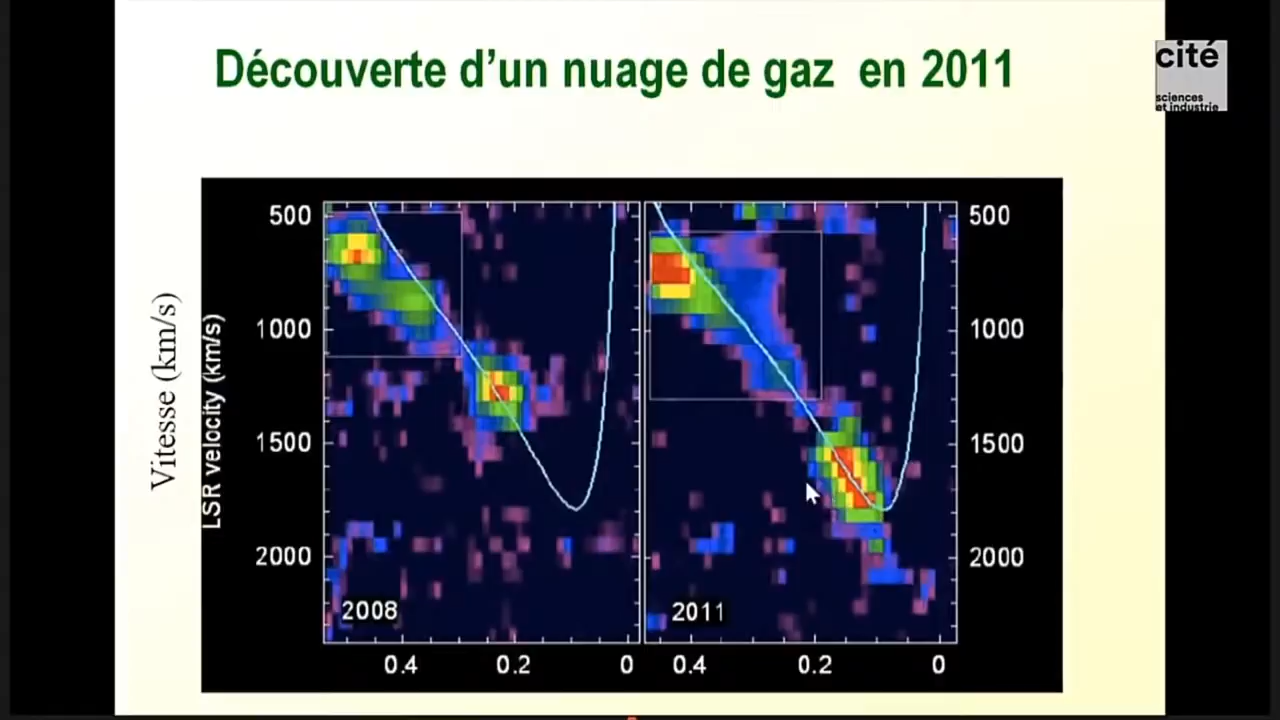 Découverte d'un nuage de gaz en 2011
cité
sciences
et industrie
Vitesse (km/s)
LSR velocity (km/s)
500
1000
1500
2000
2008
0.4
0.2
0
2011
0.4
0.2
0
500
1000
1500
2000